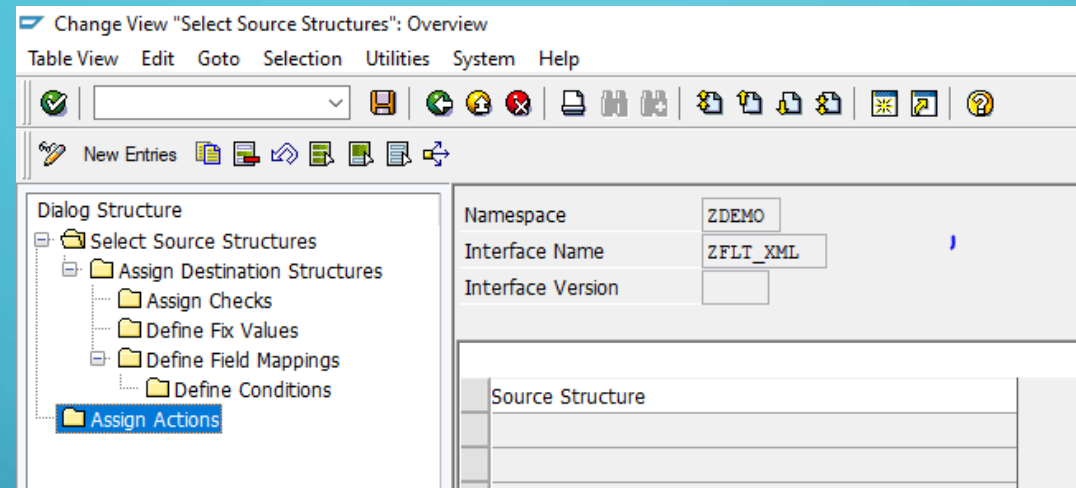 Change View "Select Source Structures": Overview
Table View Edit Goto Selection Utilities System Help
New Entries
Dialog Structure
Select Source Structures
Assign Destination Structures
Assign Checks
Define Fix Values
Define Field Mappings
Define Conditions
Assign Actions
Namespace ZDEMO
Interface Name ZFLT_XML
Interface Version
Source Structure